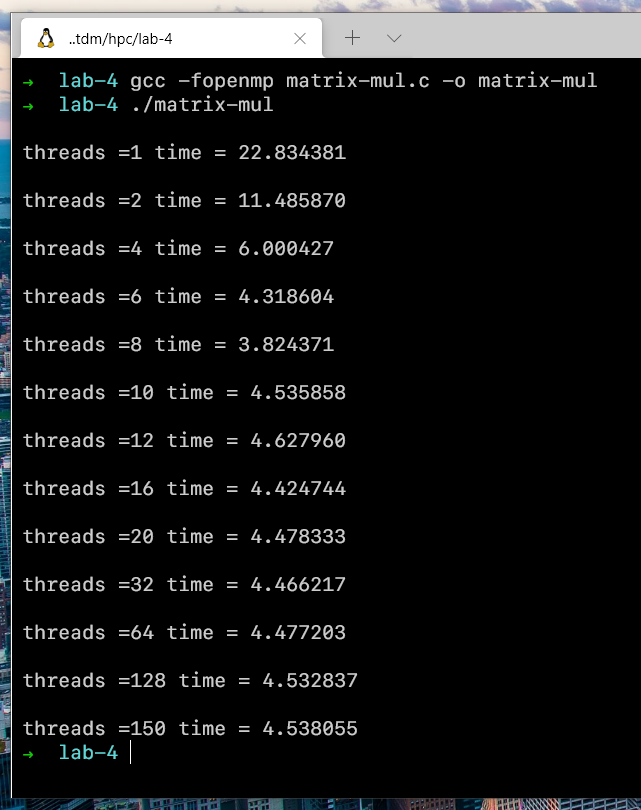 ..tdm/hpc/lab-4
→ lab-4 gcc -fopenmp matrix-mul.c -o matrix-mul
→ lab-4 ./matrix-mul
threads =1 time = 22.834381
threads =2 time = 11.485870
threads =4 time = 6.000427
threads =6 time = 4.318604
threads =8 time = 3.824371
threads =10 time = 4.535858
threads =12 time = 4.627960
threads =16 time = 4.424744
threads =20 time = 4.478333
threads =32 time = 4.466217
threads =64 time = 4.477203
threads =128 time = 4.532837
threads =150 time = 4.538055
→ lab-4